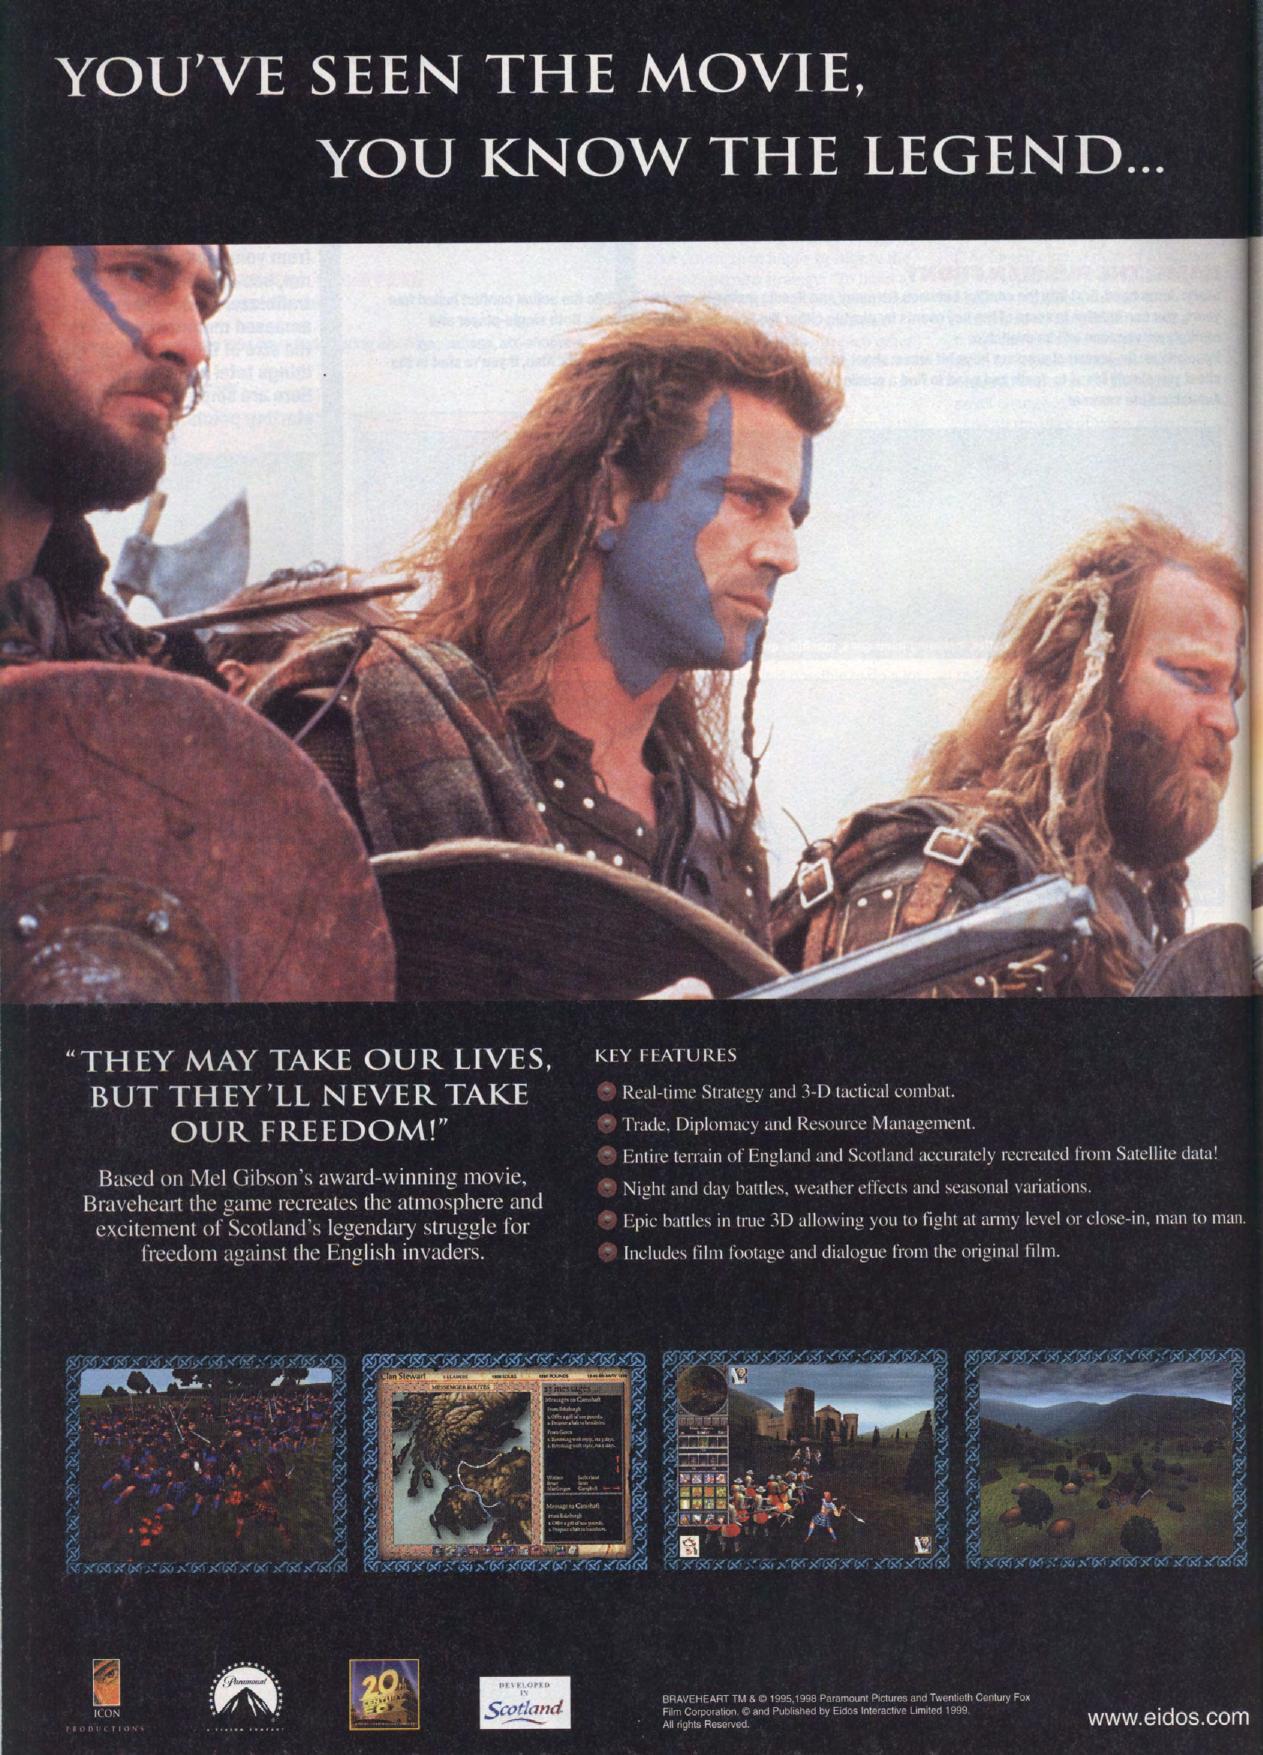 YOU'VE SEEN THE MOVIE,
YOU KNOW THE LEGEND...
"THEY MAY TAKE OUR LIVES,
BUT THEY'LL NEVER TAKE
OUR FREEDOM!"
Based on Mel Gibson's award-winning movie,
Braveheart the game recreates the atmosphere and
excitement of Scotland's legendary struggle for
freedom against the English invaders.
KEY FEATURES
Real-time Strategy and 3-D tactical combat.
Trade, Diplomacy and Resource Management.
Entire terrain of England and Scotland accurately recreated from Satellite data!
Night and day battles, weather effects and seasonal variations.
Epic battles in true 3D allowing you to fight at army level or close-in, man to man.
Includes film footage and dialogue from the original film.
Clan Stewart
MESSENGER ROUTES
ICON
PRODUCTIONS
Paramount
20
CENTURY
FOX
DEVELOPED
IN
Scotland
BRAVEHEART TM & © 1995,1998 Paramount Pictures and Twentieth Century Fox
Film Corporation. © and Published by Eidos Interactive Limited 1999.
All rights Reserved.
www.eidos.com